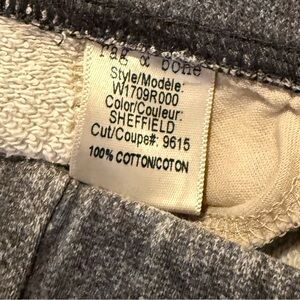 rag & bone
Style/Modèle:
W1709R000
Color/Couleur:
SHEFFIELD
Cut/Coupe#: 9615
100% COTTON/COTON